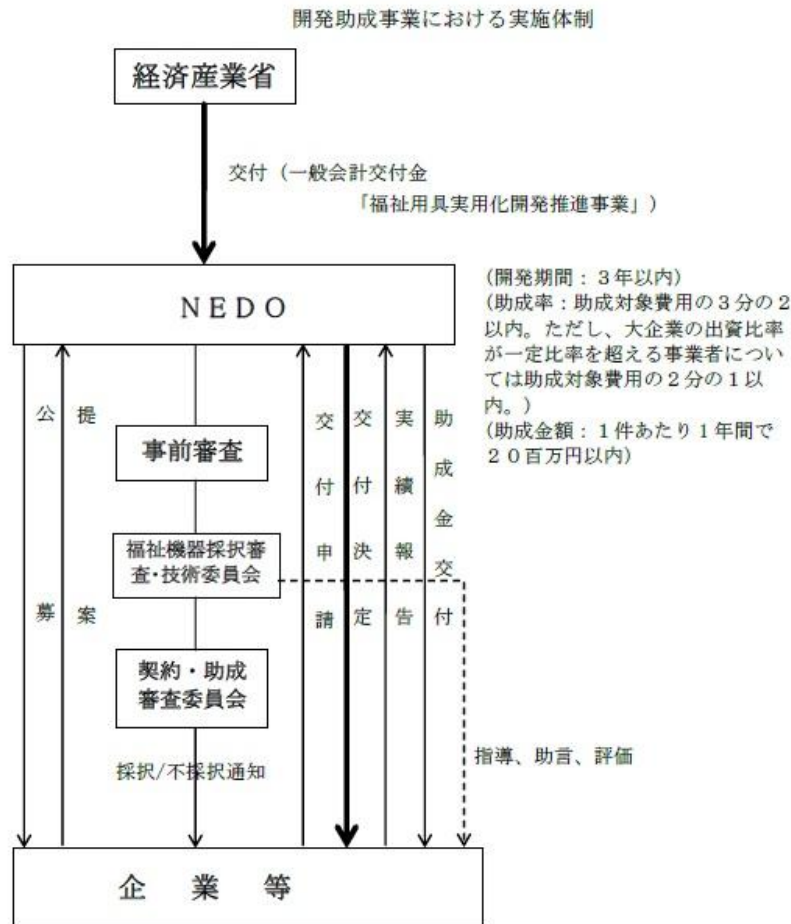 開発助成事業における実施体制
経済産業省
交付（一般会計交付金
「福祉用具実用化開発推進事業」）
ＮＥＤＯ
(開発期間：３年以内)
(助成率：助成対象費用の３分の２
以内。ただし、大企業の出資比率
が一定比率を超える事業者につい
ては助成対象費用の２分の１以
内。)
(助成金額：１件あたり１年間で
２０百万円以内)
公募
提案
事前審査
福祉機器採択審
査・技術委員会
契約・助成
審査委員会
採択/不採択通知
交付申請
交付決定
実績報告
助成金交付
指導、助言、評価
企　業　等